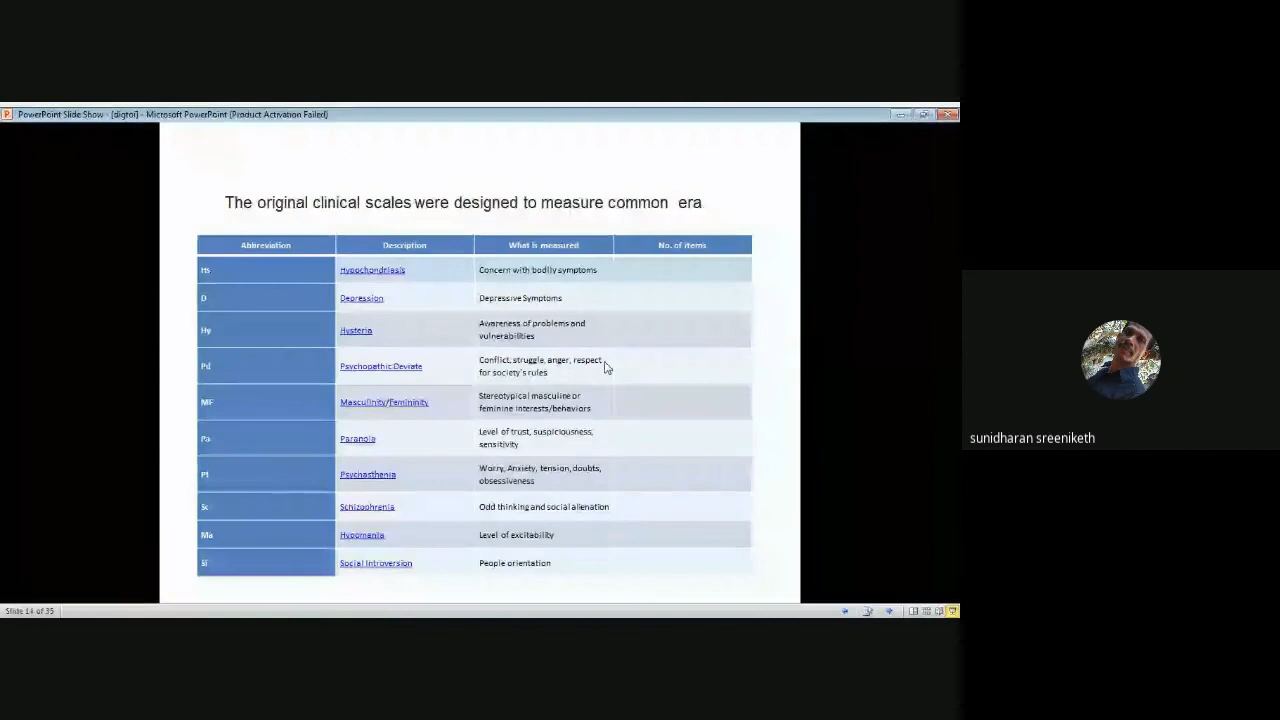 PowerPoint Slide Show - [digtol] - Microsoft PowerPoint (Product Activation Failed)
The original clinical scales were designed to measure common era
Abbreviation Description What is measured No. of items
Hs Hypochondriasis Concern with bodily symptoms
D Depression Depressive Symptoms
Hy Hysteria Awareness of problems and
vulnerabilities
Pd Psychopathic Deviate Conflict, struggle, anger, respect
for society's rules
MF Masculinity/Femininity Stereotypical masculine or
feminine interests/behaviors
Pa Paranoia Level of trust, suspiciousness,
sensitivity
Pt Psychasthenia Worry, Anxiety, tension, doubts,
obsessiveness
Sc Schizophrenia Odd thinking and social alienation
Ma Hypomania Level of excitability
Si Social Introversion People orientation
Slide 14 of 35
sunidharan sreeniketh